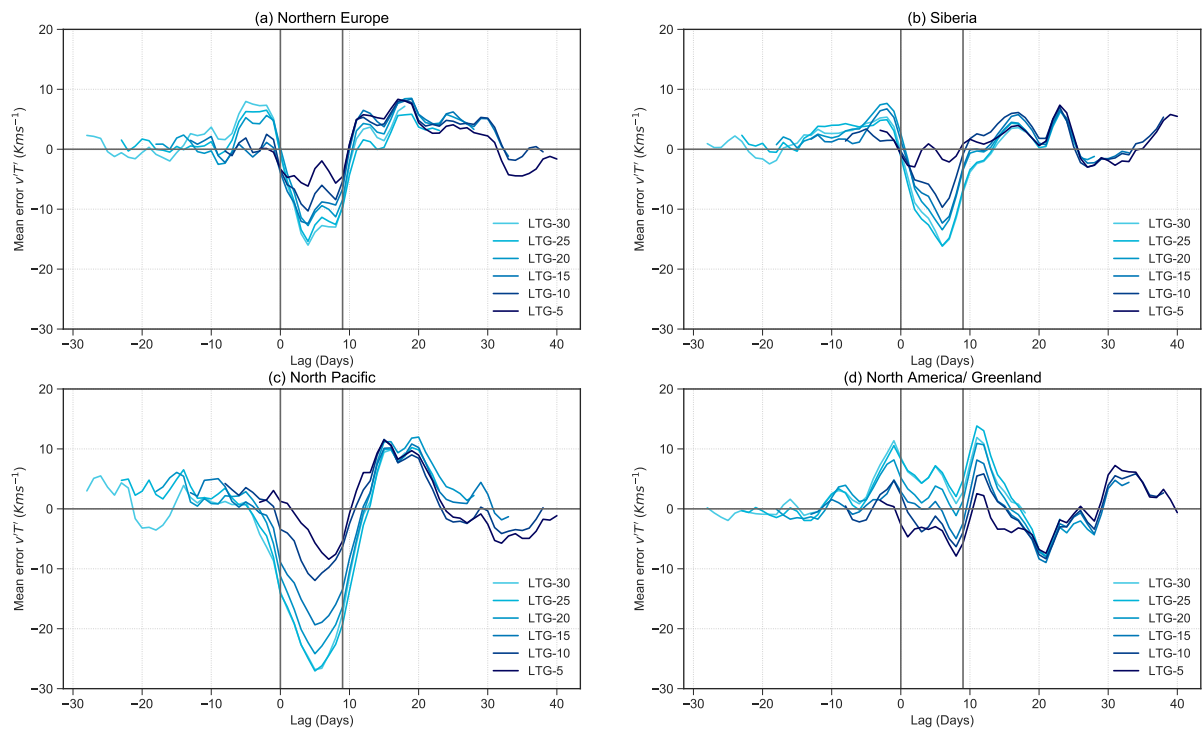 (a) Northern Europe
20
10
0
−10
−20
−30
Mean error v′T′ (Kms⁻¹)
LTG-30
LTG-25
LTG-20
LTG-15
LTG-10
LTG-5
−30 −20 −10 0 10 20 30 40
Lag (Days)
(b) Siberia
20
10
0
−10
−20
−30
Mean error v′T′ (Kms⁻¹)
LTG-30
LTG-25
LTG-20
LTG-15
LTG-10
LTG-5
−30 −20 −10 0 10 20 30 40
Lag (Days)
(c) North Pacific
20
10
0
−10
−20
−30
Mean error v′T′ (Kms⁻¹)
LTG-30
LTG-25
LTG-20
LTG-15
LTG-10
LTG-5
−30 −20 −10 0 10 20 30 40
Lag (Days)
(d) North America/ Greenland
20
10
0
−10
−20
−30
Mean error v′T′ (Kms⁻¹)
LTG-30
LTG-25
LTG-20
LTG-15
LTG-10
LTG-5
−30 −20 −10 0 10 20 30 40
Lag (Days)